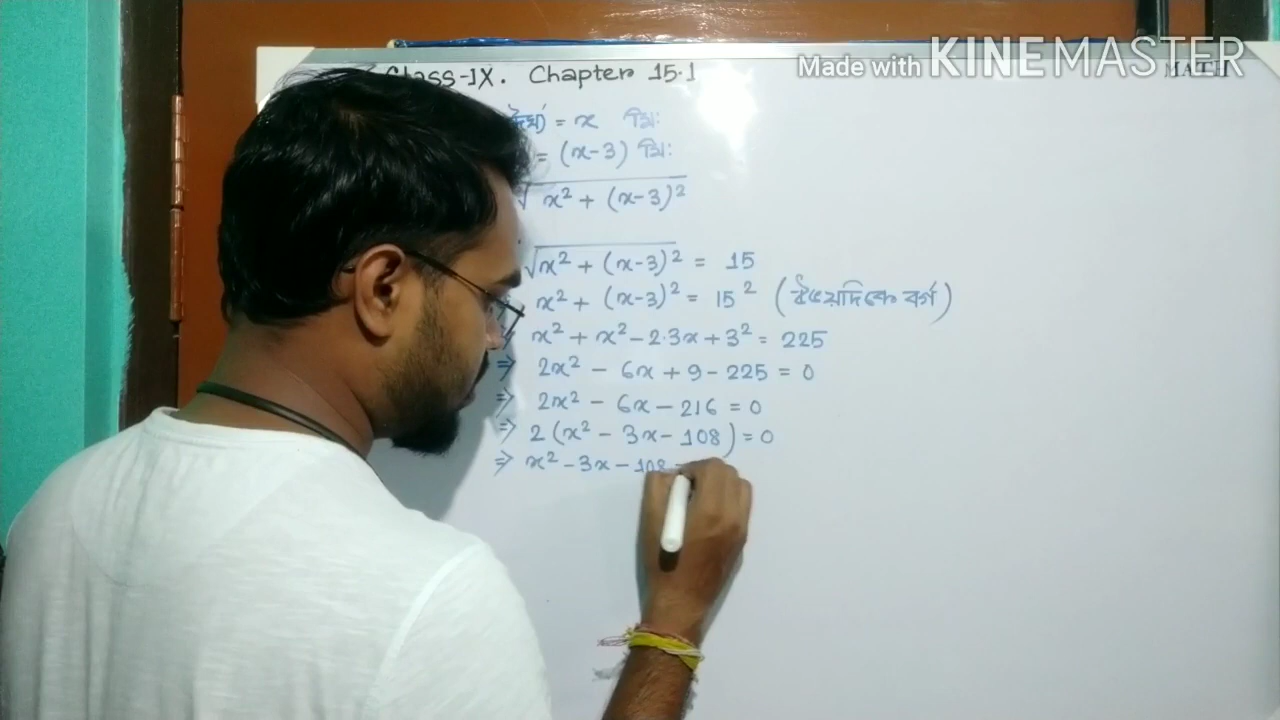 Class-IX. Chapter 15.1
Made with KINEMASTER
MATH
= x মি:
= (x-3) মি:
√x² + (x-3)²
√x² + (x-3)² = 15
x² + (x-3)² = 15² (উভয়দিকে বর্গ)
⇒ x² + x² - 2·3x + 3² = 225
⇒ 2x² - 6x + 9 - 225 = 0
⇒ 2x² - 6x - 216 = 0
⇒ 2 (x² - 3x - 108) = 0
⇒ x² - 3x - 108